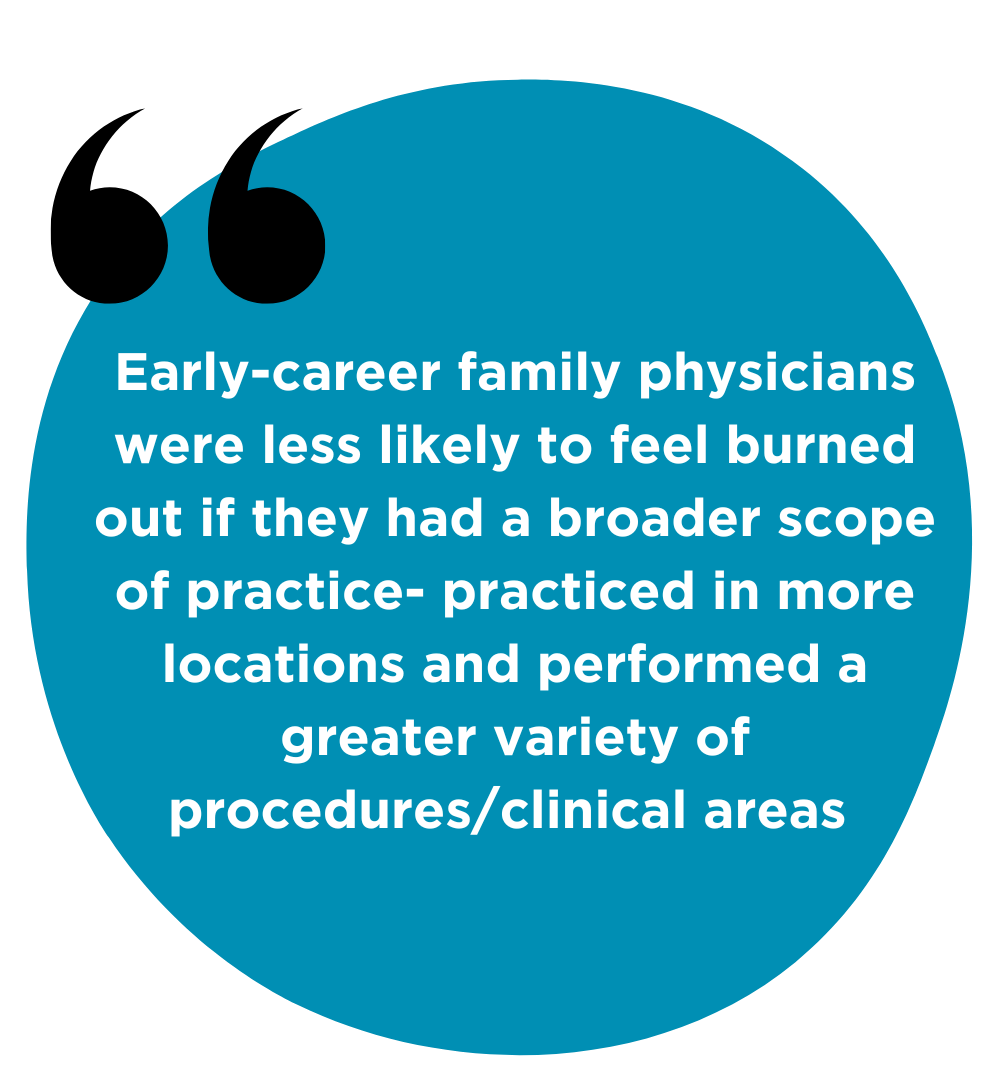 Early-career family physicians
were less likely to feel burned
out if they had a broader scope
of practice- practiced in more
locations and performed a
greater variety of
procedures/clinical areas